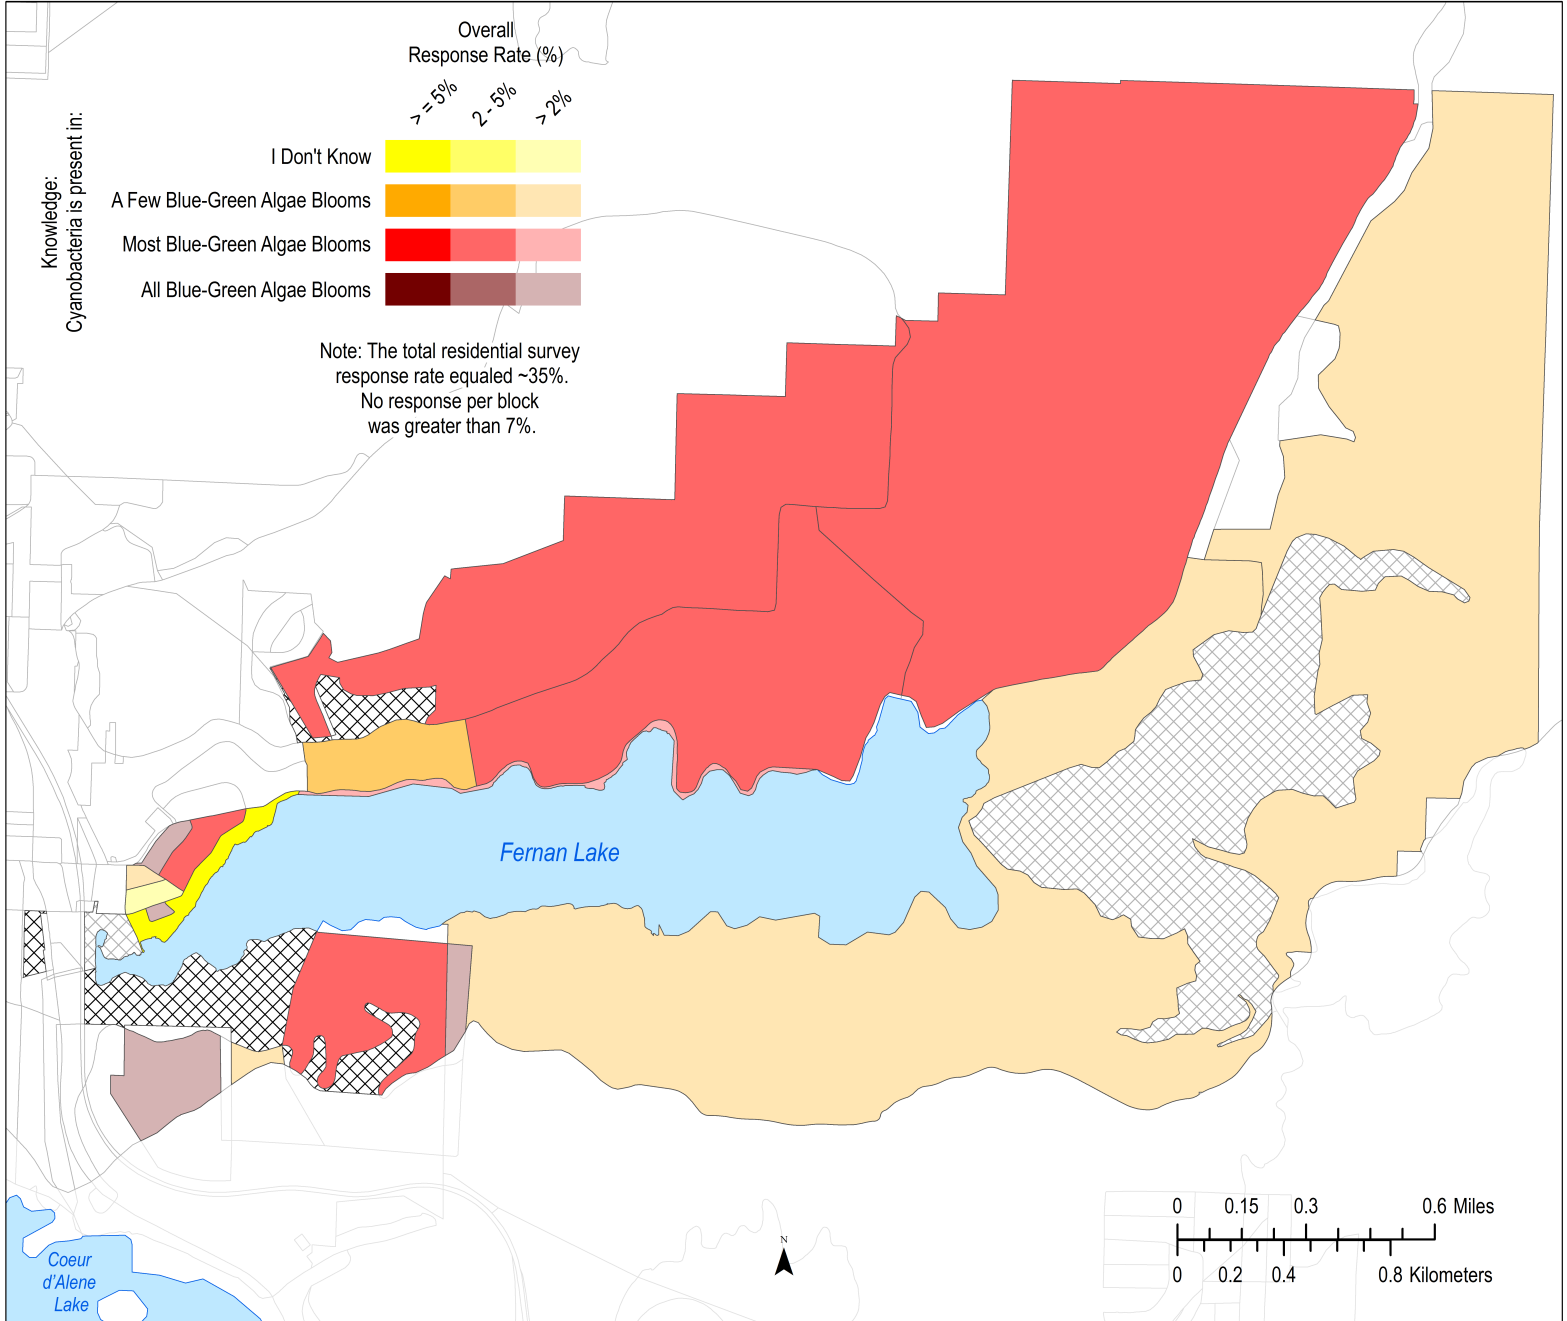 Overall
Response Rate (%)
> = 5%
2 - 5%
> 2%
Knowledge:
Cyanobacteria is present in:
I Don't Know
A Few Blue-Green Algae Blooms
Most Blue-Green Algae Blooms
All Blue-Green Algae Blooms
Note: The total residential survey
response rate equaled ~35%.
No response per block
was greater than 7%.
Fernan Lake
Coeur
d'Alene
Lake
N
0 0.15 0.3 0.6 Miles
0 0.2 0.4 0.8 Kilometers